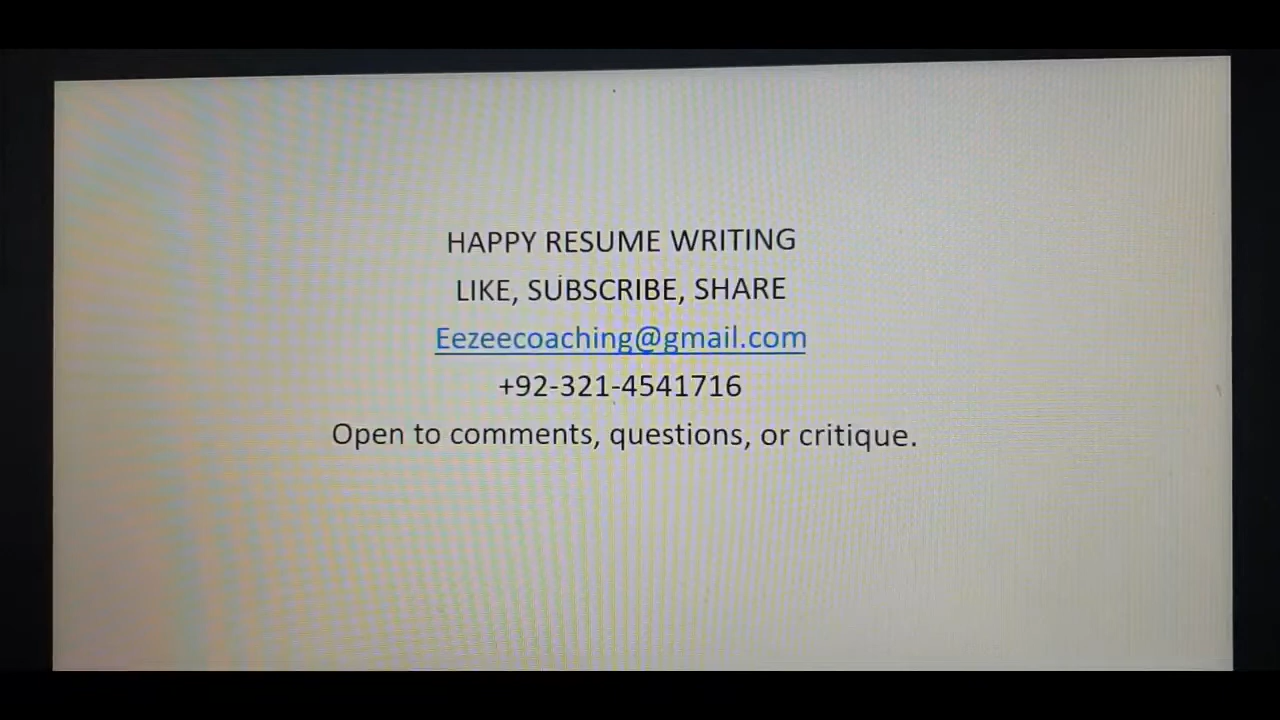 HAPPY RESUME WRITING
LIKE, SUBSCRIBE, SHARE
Eezeecoaching@gmail.com
+92-321-4541716
Open to comments, questions, or critique.